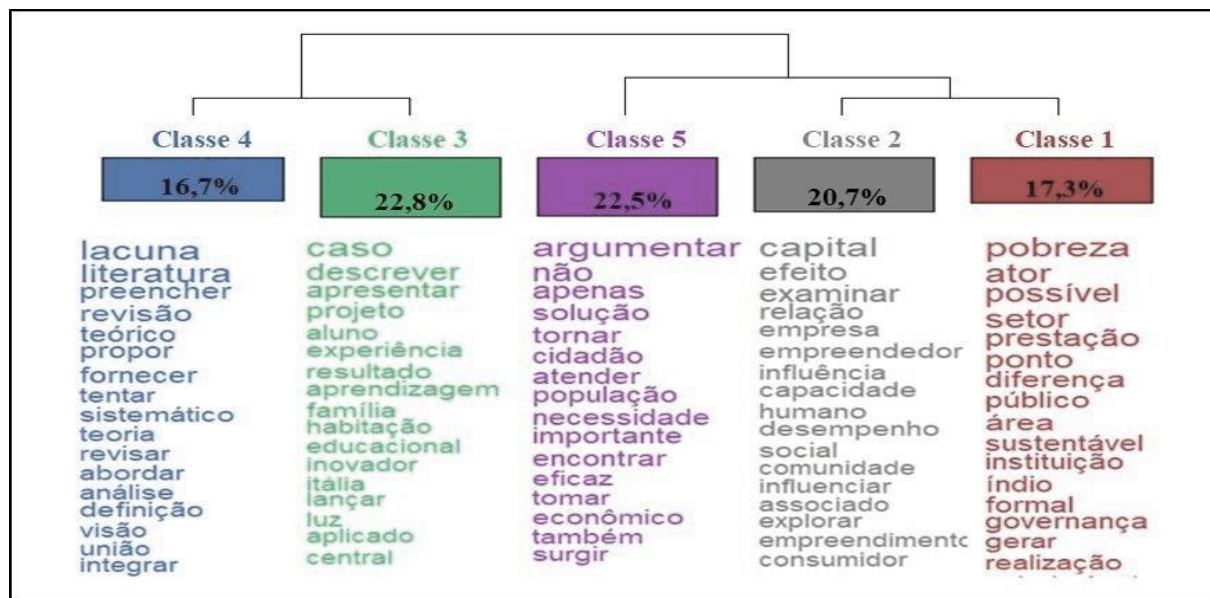 Classe 4
16,7%
lacuna
literatura
preencher
revisão
teórico
propor
fornecer
tentar
sistemático
teoria
revisar
abordar
análise
definição
visão
união
integrar
Classe 3
22,8%
caso
descrever
apresentar
projeto
aluno
experiência
resultado
aprendizagem
família
habitação
educacional
inovador
itália
lançar
luz
aplicado
central
Classe 5
22,5%
argumentar
não
apenas
solução
tornar
cidadão
atender
população
necessidade
importante
encontrar
eficaz
tomar
econômico
também
surgir
Classe 2
20,7%
capital
efeito
examinar
relação
empresa
empreendedor
influência
capacidade
humano
desempenho
social
comunidade
influenciar
associado
explorar
empreendimento
consumidor
Classe 1
17,3%
pobreza
ator
possível
setor
prestação
ponto
diferença
público
área
sustentável
instituição
índio
formal
governança
gerar
realização